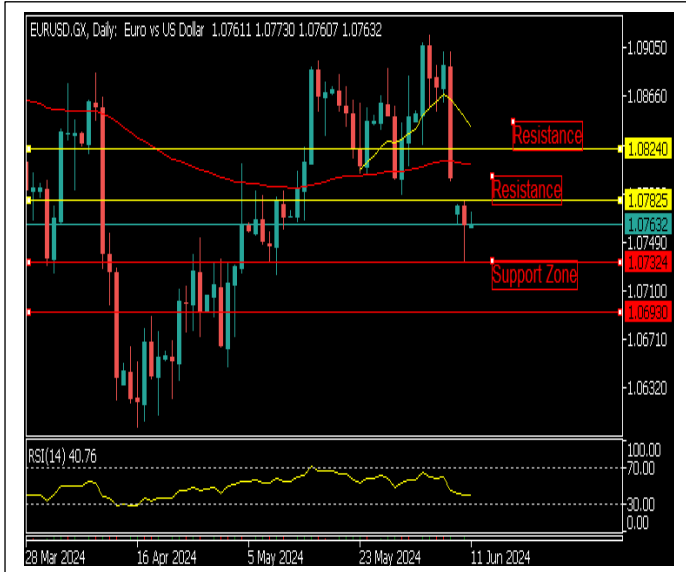 EURUSD.GX, Daily: Euro vs US Dollar 1.07611 1.07730 1.07607 1.07632
1.09050
1.08660
Resistance
1.08240
Resistance
1.07825
1.07632
1.07490
1.07324
Support Zone
1.07100
1.06930
1.06710
1.06320
RSI(14) 40.76
100.00
70.00
30.00
0.00
28 Mar 2024 16 Apr 2024 5 May 2024 23 May 2024 11 Jun 2024